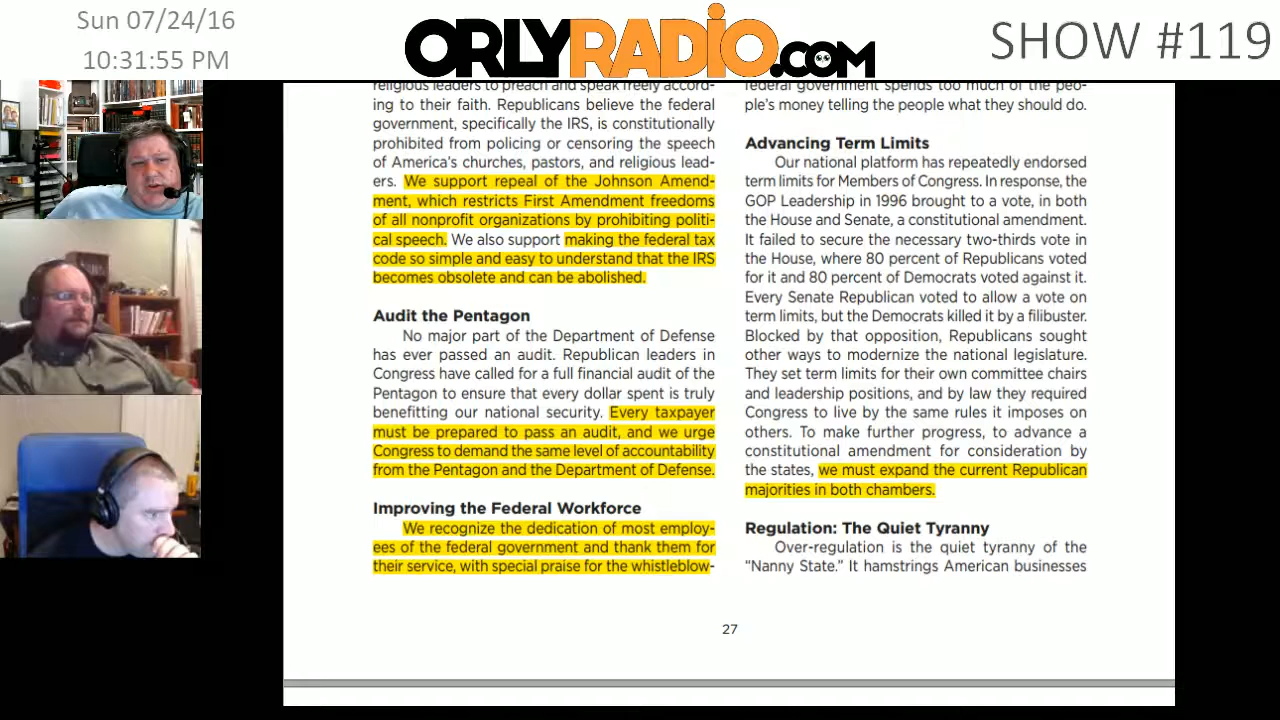 Sun 07/24/16
10:31:55 PM
ORLYRADIO.COM
SHOW #119
religious leaders to preach and speak freely accord-
ing to their faith. Republicans believe the federal
government, specifically the IRS, is constitutionally
prohibited from policing or censoring the speech
of America's churches, pastors, and religious lead-
ers. We support repeal of the Johnson Amend-
ment, which restricts First Amendment freedoms
of all nonprofit organizations by prohibiting politi-
cal speech. We also support making the federal tax
code so simple and easy to understand that the IRS
becomes obsolete and can be abolished.
Audit the Pentagon
No major part of the Department of Defense
has ever passed an audit. Republican leaders in
Congress have called for a full financial audit of the
Pentagon to ensure that every dollar spent is truly
benefitting our national security. Every taxpayer
must be prepared to pass an audit, and we urge
Congress to demand the same level of accountability
from the Pentagon and the Department of Defense.
Improving the Federal Workforce
We recognize the dedication of most employ-
ees of the federal government and thank them for
their service, with special praise for the whistleblow-
federal government spends too much of the peo-
ple's money telling the people what they should do.
Advancing Term Limits
Our national platform has repeatedly endorsed
term limits for Members of Congress. In response, the
GOP Leadership in 1996 brought to a vote, in both
the House and Senate, a constitutional amendment.
It failed to secure the necessary two-thirds vote in
the House, where 80 percent of Republicans voted
for it and 80 percent of Democrats voted against it.
Every Senate Republican voted to allow a vote on
term limits, but the Democrats killed it by a filibuster.
Blocked by that opposition, Republicans sought
other ways to modernize the national legislature.
They set term limits for their own committee chairs
and leadership positions, and by law they required
Congress to live by the same rules it imposes on
others. To make further progress, to advance a
constitutional amendment for consideration by
the states, we must expand the current Republican
majorities in both chambers.
Regulation: The Quiet Tyranny
Over-regulation is the quiet tyranny of the
"Nanny State." It hamstrings American businesses
27